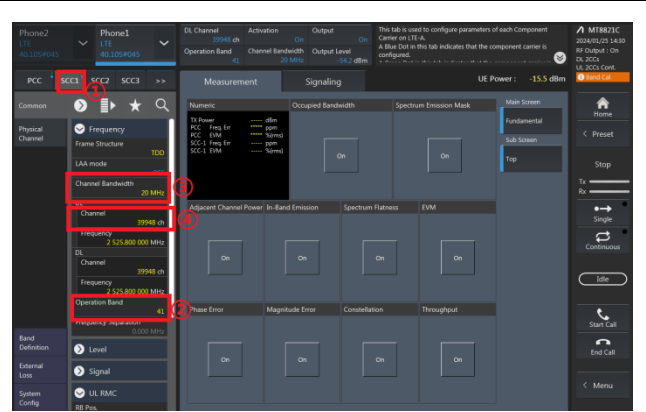 Phone2
LTE
40.105#045
Phone1
LTE
40.105#045
DL Channel
39948 ch
Activation
On
Output
On
Operation Band
41
Channel Bandwidth
20 MHz
Output Level
-54.2 dBm
This tab is used to configure parameters of each Component
Carrier on LTE-A.
A Blue Dot in this tab indicates that the component carrier is
configured.
MT8821C
2024/01/25 14:30
RF Output : On
DL 2CCs
UL 2CCs Cont.
Band Cal
PCC
SCC1
SCC2
SCC3
>>
①
Measurement
Signaling
UE Power : -15.5 dBm
Common
Physical
Channel
Band
Definition
External
Loss
System
Config
Frequency
Frame Structure
TDD
LAA mode
Channel Bandwidth
20 MHz
③
Channel
39948 ch
④
Frequency
2 525.800 000 MHz
DL
Channel
39948 ch
Frequency
2 525.800 000 MHz
Operation Band
41
②
Frequency Separation
0.000 MHz
Level
Signal
UL RMC
RB Pos.
Numeric
TX Power ----- dBm
PCC Freq. Err ***** ppm
PCC EVM ----- %(rms)
SCC-1 Freq. Err ----- ppm
SCC-1 EVM ----- %(rms)
Occupied Bandwidth
On
Spectrum Emission Mask
On
Adjacent Channel Power
On
In-Band Emission
On
Spectrum Flatness
On
EVM
On
Phase Error
On
Magnitude Error
On
Constellation
On
Throughput
On
Main Screen
Fundamental
Sub Screen
Top
Home
< Preset
Stop
Tx
Rx
Single
Continuous
Idle
Start Call
End Call
< Menu